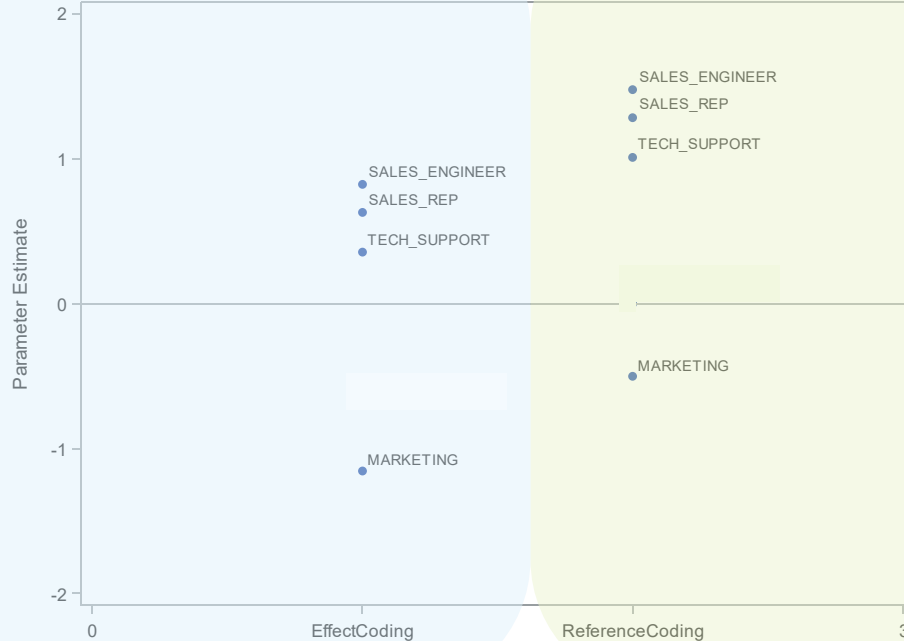 2
SALES_ENGINEER
SALES_REP
TECH_SUPPORT
1
SALES_ENGINEER
SALES_REP
TECH_SUPPORT
Parameter Estimate
0
MARKETING
-1
MARKETING
-2
0
EffectCoding
ReferenceCoding